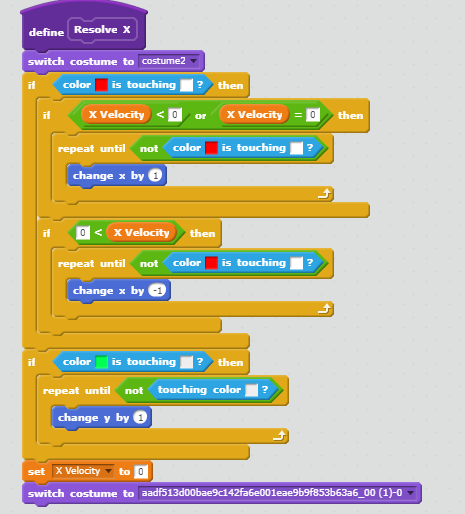 define Resolve X
switch costume to costume2
if color is touching ? then
if X Velocity < 0 or X Velocity = 0 then
repeat until not color is touching ?
change x by 1
if 0 < X Velocity then
repeat until not color is touching ?
change x by -1
if color is touching ? then
repeat until not touching color ?
change y by 1
set X Velocity to 0
switch costume to aadf513d00bae9c142fa6e001eae9b9f853b63a6_00 (1)-0